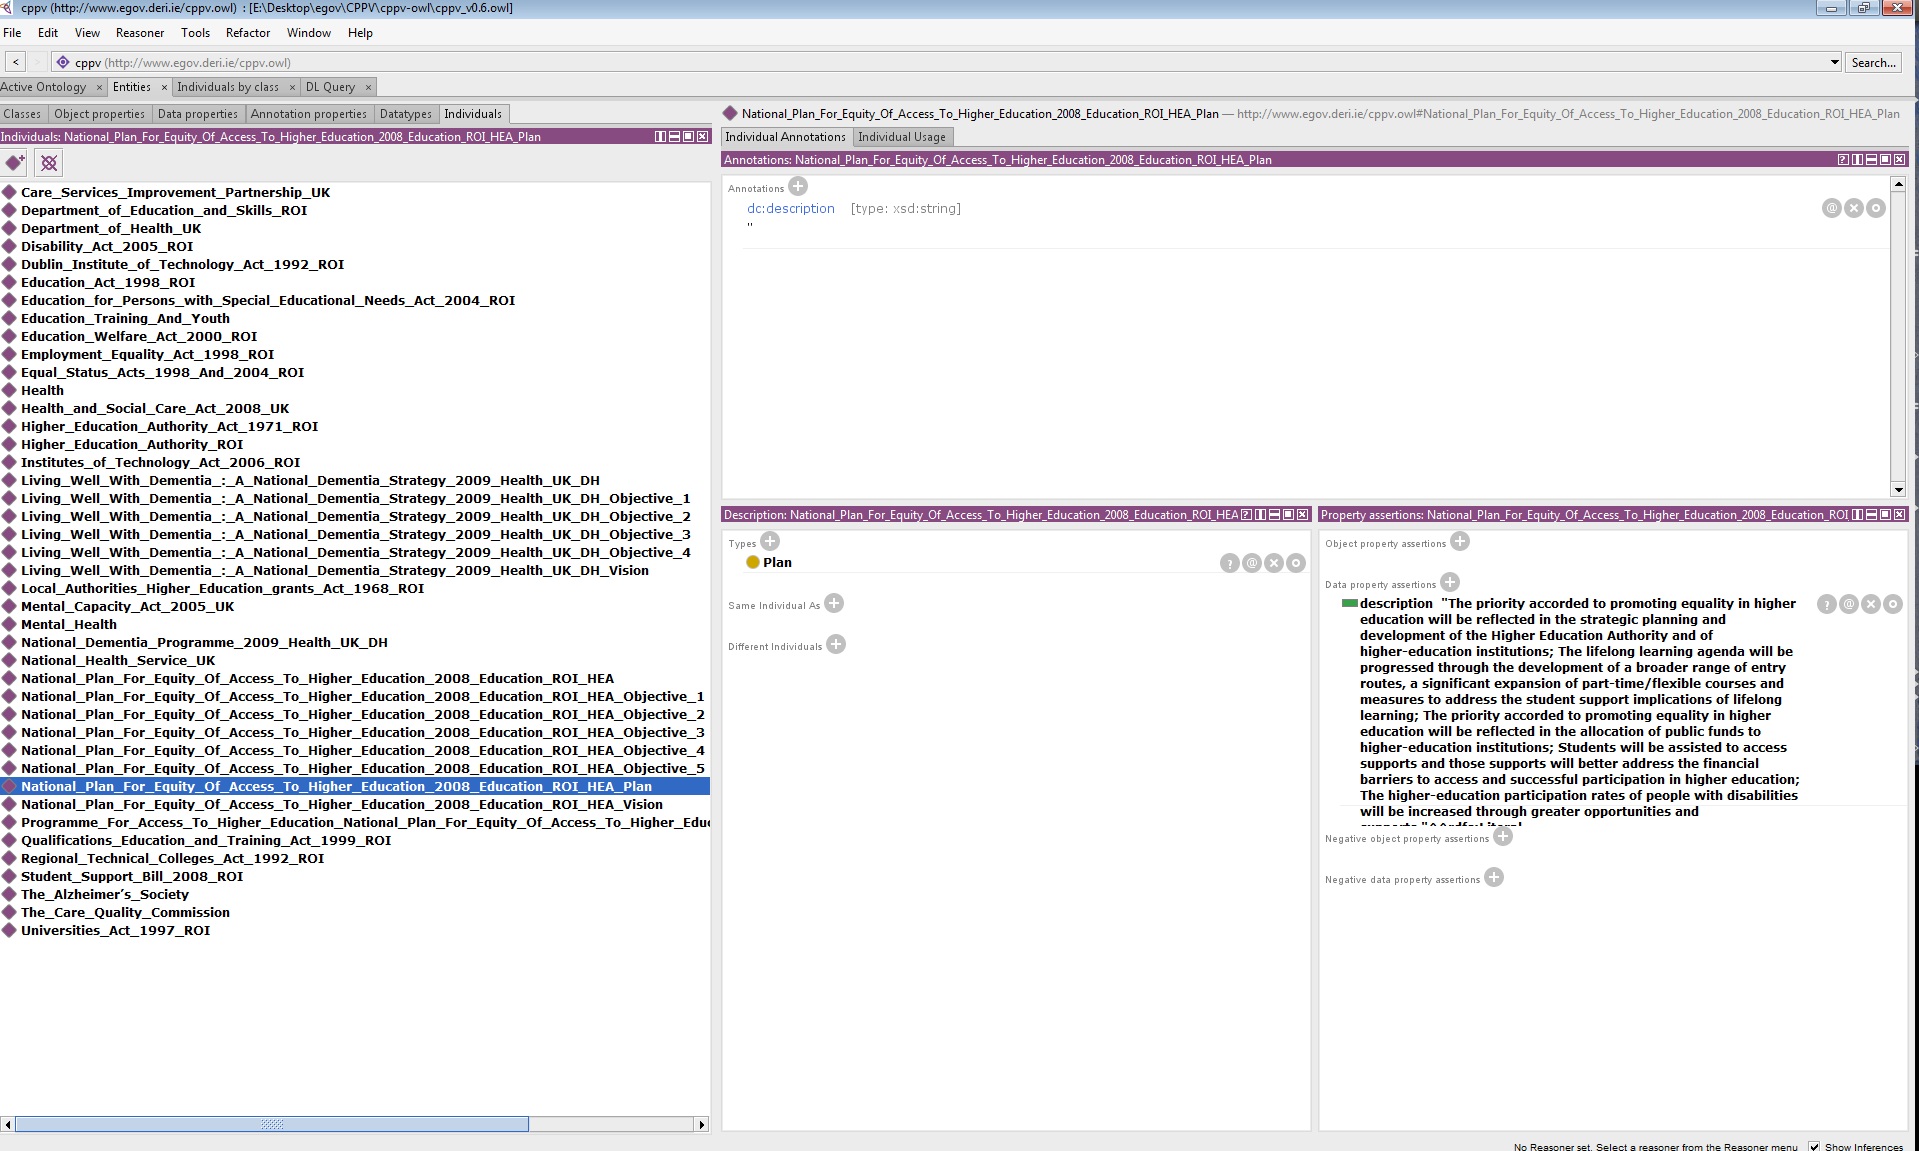 cppv (http://www.egov.deri.ie/cppv.owl) : [E:\Desktop\egov\CPPV\cppv-owl\cppv_v0.6.owl]
File Edit View Reasoner Tools Refactor Window Help
< > cppv (http://www.egov.deri.ie/cppv.owl) Search...
Active Ontology × Entities × Individuals by class × DL Query ×
Classes Object properties Data properties Annotation properties Datatypes Individuals
Individuals: National_Plan_For_Equity_Of_Access_To_Higher_Education_2008_Education_ROI_HEA_Plan
Care_Services_Improvement_Partnership_UK
Department_of_Education_and_Skills_ROI
Department_of_Health_UK
Disability_Act_2005_ROI
Dublin_Institute_of_Technology_Act_1992_ROI
Education_Act_1998_ROI
Education_for_Persons_with_Special_Educational_Needs_Act_2004_ROI
Education_Training_And_Youth
Education_Welfare_Act_2000_ROI
Employment_Equality_Act_1998_ROI
Equal_Status_Acts_1998_And_2004_ROI
Health
Health_and_Social_Care_Act_2008_UK
Higher_Education_Authority_Act_1971_ROI
Higher_Education_Authority_ROI
Institutes_of_Technology_Act_2006_ROI
Living_Well_With_Dementia_:_A_National_Dementia_Strategy_2009_Health_UK_DH
Living_Well_With_Dementia_:_A_National_Dementia_Strategy_2009_Health_UK_DH_Objective_1
Living_Well_With_Dementia_:_A_National_Dementia_Strategy_2009_Health_UK_DH_Objective_2
Living_Well_With_Dementia_:_A_National_Dementia_Strategy_2009_Health_UK_DH_Objective_3
Living_Well_With_Dementia_:_A_National_Dementia_Strategy_2009_Health_UK_DH_Objective_4
Living_Well_With_Dementia_:_A_National_Dementia_Strategy_2009_Health_UK_DH_Vision
Local_Authorities_Higher_Education_grants_Act_1968_ROI
Mental_Capacity_Act_2005_UK
Mental_Health
National_Dementia_Programme_2009_Health_UK_DH
National_Health_Service_UK
National_Plan_For_Equity_Of_Access_To_Higher_Education_2008_Education_ROI_HEA
National_Plan_For_Equity_Of_Access_To_Higher_Education_2008_Education_ROI_HEA_Objective_1
National_Plan_For_Equity_Of_Access_To_Higher_Education_2008_Education_ROI_HEA_Objective_2
National_Plan_For_Equity_Of_Access_To_Higher_Education_2008_Education_ROI_HEA_Objective_3
National_Plan_For_Equity_Of_Access_To_Higher_Education_2008_Education_ROI_HEA_Objective_4
National_Plan_For_Equity_Of_Access_To_Higher_Education_2008_Education_ROI_HEA_Objective_5
National_Plan_For_Equity_Of_Access_To_Higher_Education_2008_Education_ROI_HEA_Plan
National_Plan_For_Equity_Of_Access_To_Higher_Education_2008_Education_ROI_HEA_Vision
Programme_For_Access_To_Higher_Education_National_Plan_For_Equity_Of_Access_To_Higher_Educ
Qualifications_Education_and_Training_Act_1999_ROI
Regional_Technical_Colleges_Act_1992_ROI
Student_Support_Bill_2008_ROI
The_Alzheimer’s_Society
The_Care_Quality_Commission
Universities_Act_1997_ROI
National_Plan_For_Equity_Of_Access_To_Higher_Education_2008_Education_ROI_HEA_Plan — http://www.egov.deri.ie/cppv.owl#National_Plan_For_Equity_Of_Access_To_Higher_Education_2008_Education_ROI_HEA_Plan
Individual Annotations Individual Usage
Annotations: National_Plan_For_Equity_Of_Access_To_Higher_Education_2008_Education_ROI_HEA_Plan
Annotations
dc:description [type: xsd:string]
"
Description: National_Plan_For_Equity_Of_Access_To_Higher_Education_2008_Education_ROI_HEA
Types
Plan
Same Individual As
Different Individuals
Property assertions: National_Plan_For_Equity_Of_Access_To_Higher_Education_2008_Education_ROI
Object property assertions
Data property assertions
description "The priority accorded to promoting equality in higher
education will be reflected in the strategic planning and
development of the Higher Education Authority and of
higher-education institutions; The lifelong learning agenda will be
progressed through the development of a broader range of entry
routes, a significant expansion of part-time/flexible courses and
measures to address the student support implications of lifelong
learning; The priority accorded to promoting equality in higher
education will be reflected in the allocation of public funds to
higher-education institutions; Students will be assisted to access
supports and those supports will better address the financial
barriers to access and successful participation in higher education;
The higher-education participation rates of people with disabilities
will be increased through greater opportunities and
Negative object property assertions
Negative data property assertions
No Reasoner set. Select a reasoner from the Reasoner menu Show Inferences